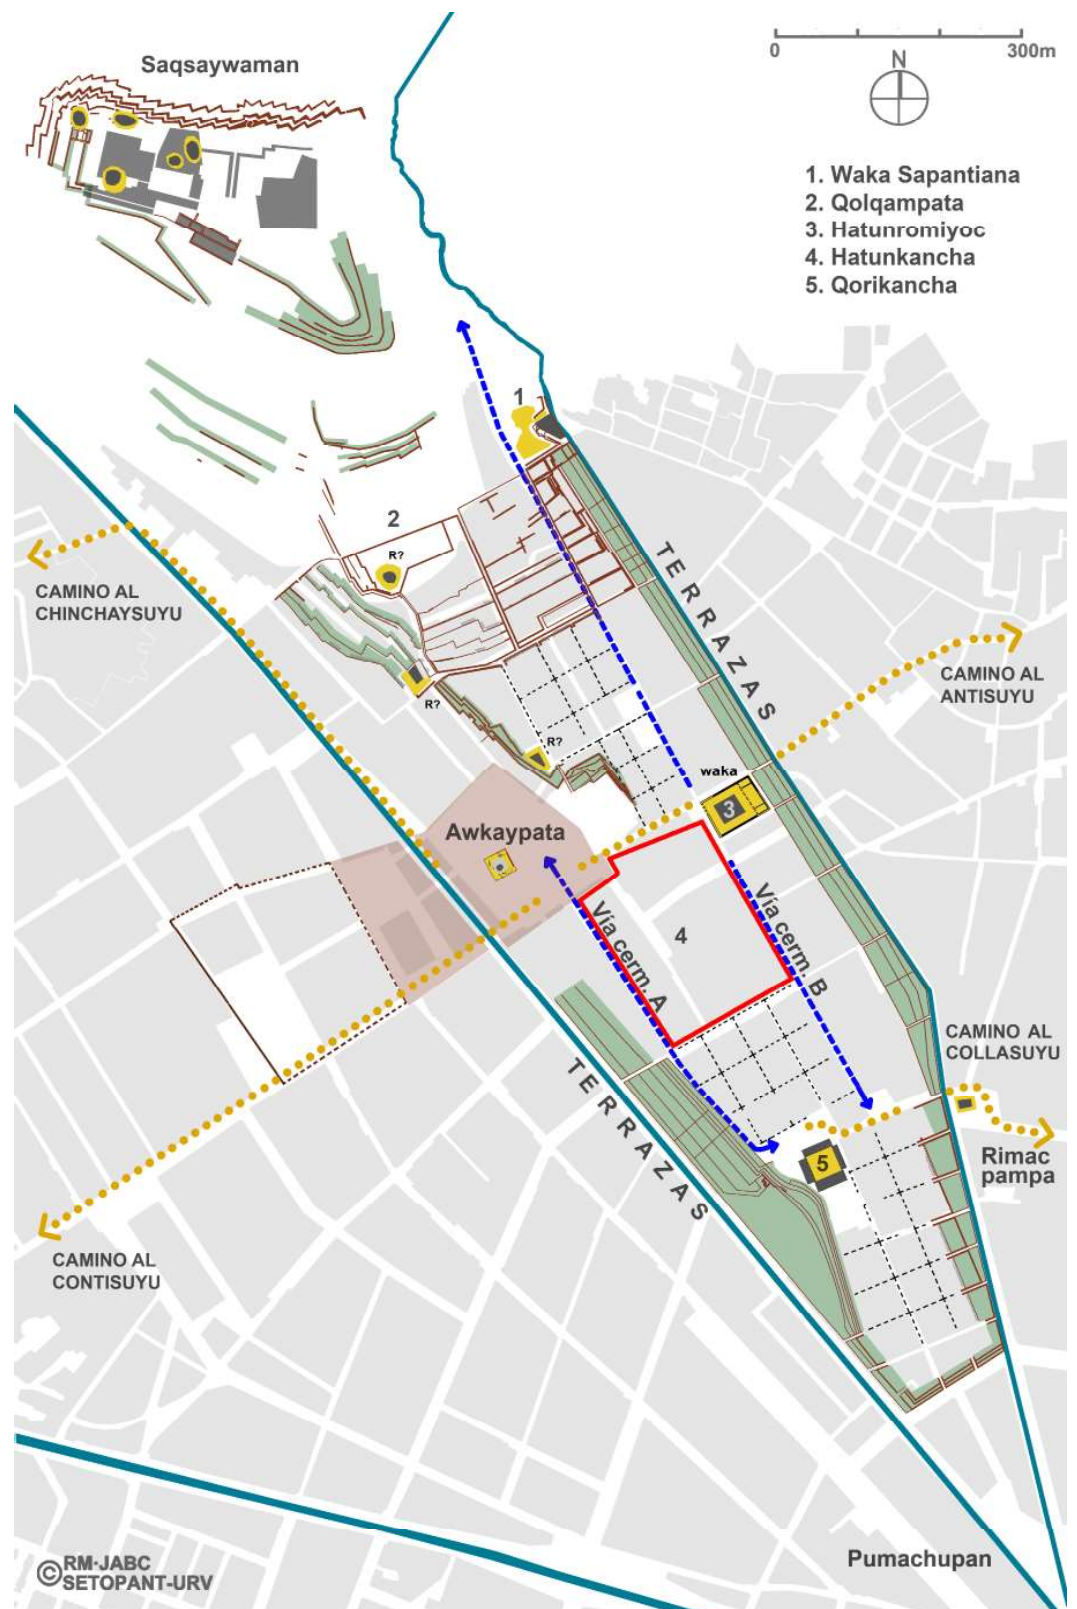 Saqsaywaman
0 300m
N
1. Waka Sapantiana
2. Qolqampata
3. Hatunromiyoc
4. Hatunkancha
5. Qorikancha
1
2
R?
TERRAZAS
CAMINO AL
CHINCHAYSUYU
CAMINO AL
ANTISUYU
R?
R?
waka
3
Awkaypata
Vía cerm. A
4
Vía cerm. B
CAMINO AL
COLLASUYU
TERRAZAS
5
Rimac
pampa
CAMINO AL
CONTISUYU
Pumachupan
©RM·JABC
SETOPANT-URV